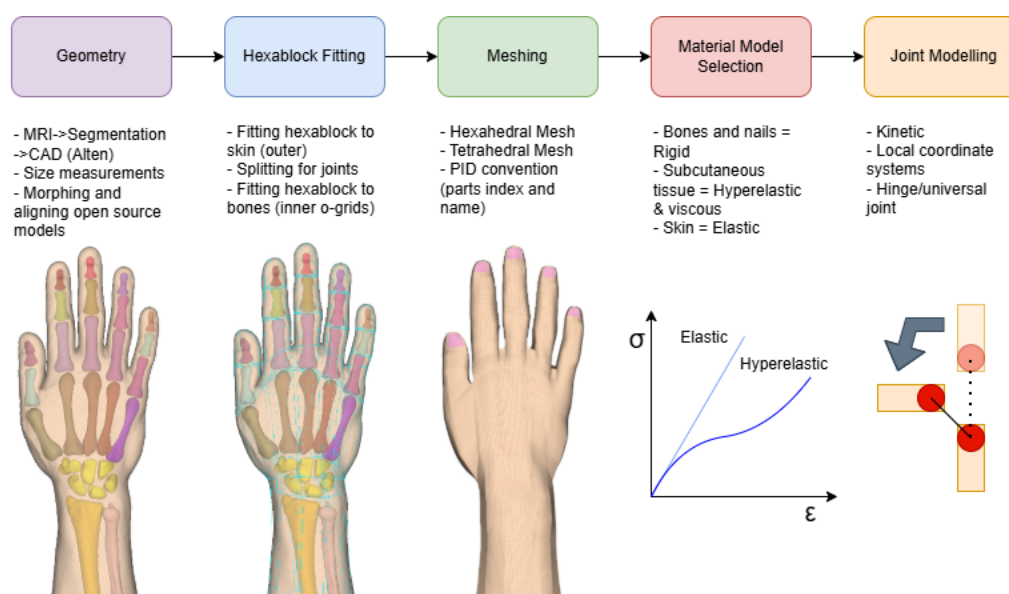 Geometry
Hexablock Fitting
Meshing
Material Model
Selection
Joint Modelling
- MRI->Segmentation
->CAD (Alten)
- Size measurements
- Morphing and
aligning open source
models
- Fitting hexablock to
skin (outer)
- Splitting for joints
- Fitting hexablock to
bones (inner o-grids)
- Hexahedral Mesh
- Tetrahedral Mesh
- PID convention
(parts index and
name)
- Bones and nails =
Rigid
- Subcutaneous
tissue = Hyperelastic
& viscous
- Skin = Elastic
- Kinetic
- Local coordinate
systems
- Hinge/universal
joint
σ
Elastic
Hyperelastic
ε